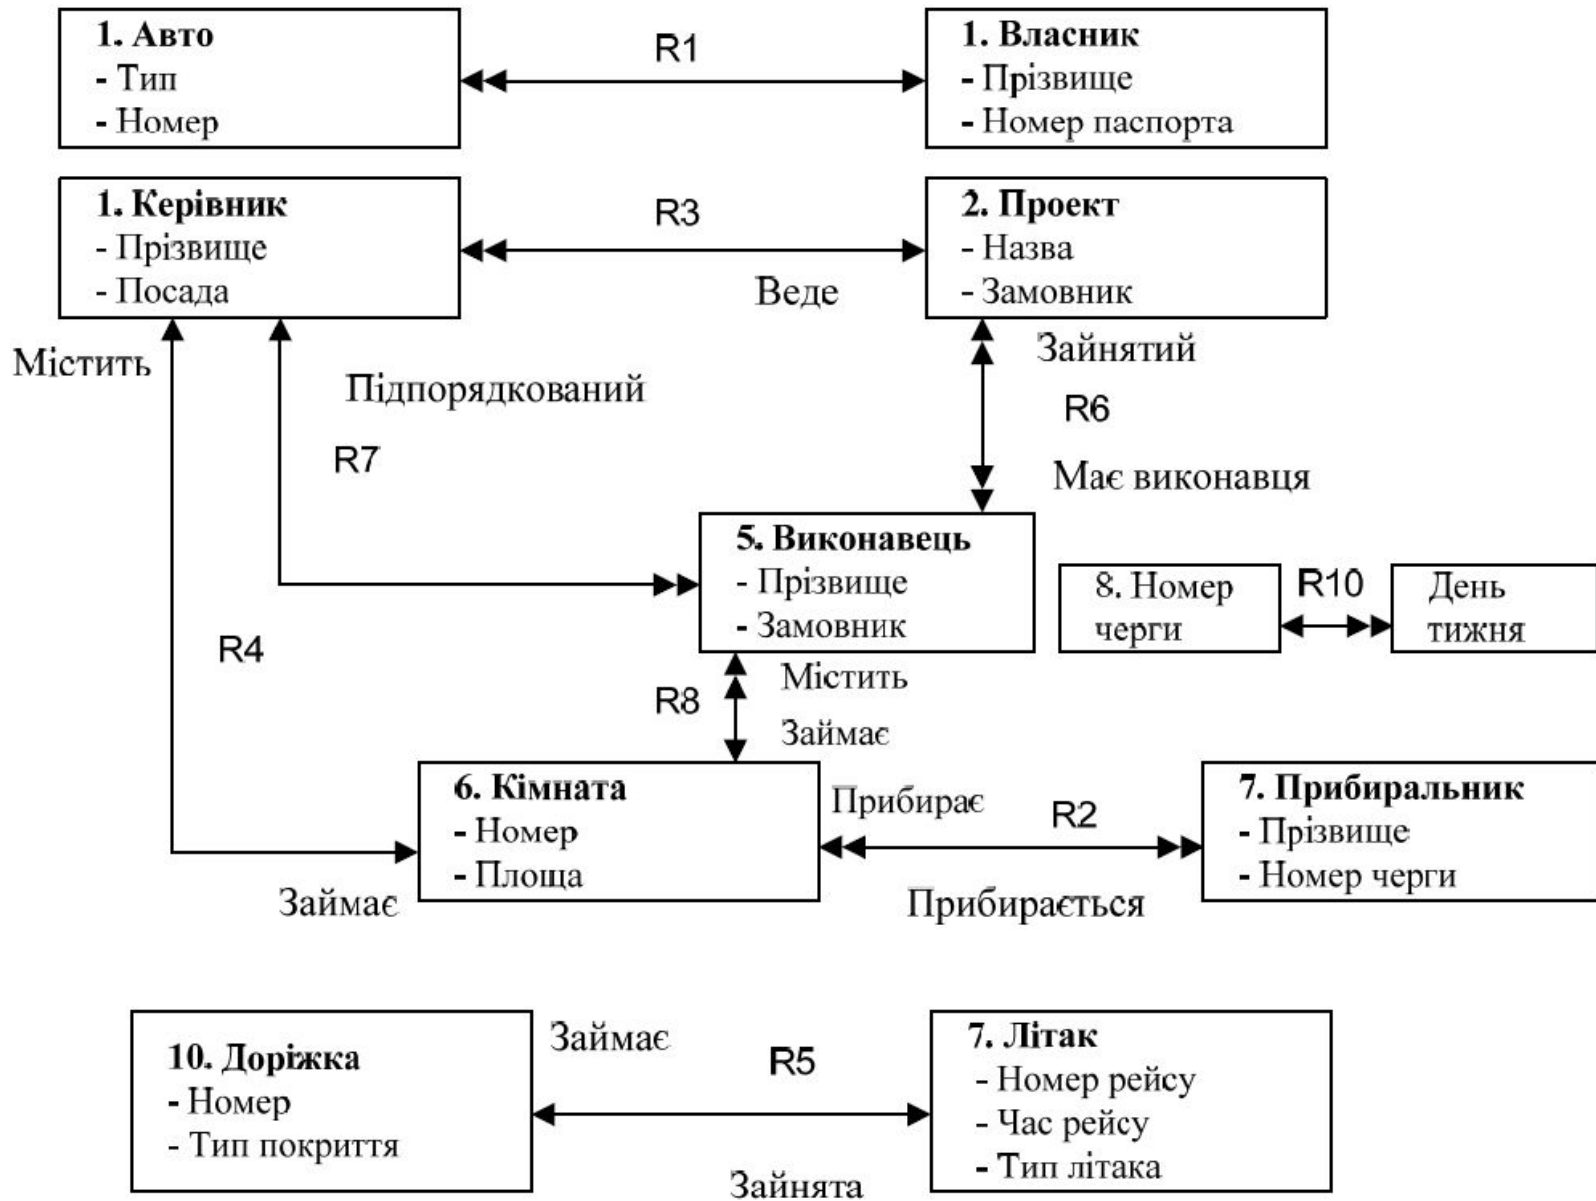 1. Авто
- Тип
- Номер
R1
1. Власник
- Прізвище
- Номер паспорта
1. Керівник
- Прізвище
- Посада
R3
Веде
2. Проект
- Назва
- Замовник
Містить
Підпорядкований
R7
Зайнятий
R6
Має виконавця
R4
5. Виконавець
- Прізвище
- Замовник
8. Номер
черги
R10
День
тижня
R8
Містить
Займає
Займає
6. Кімната
- Номер
- Площа
Прибирає
R2
Прибирається
7. Прибиральник
- Прізвище
- Номер черги
10. Доріжка
- Номер
- Тип покриття
Займає
R5
Зайнята
7. Літак
- Номер рейсу
- Час рейсу
- Тип літака